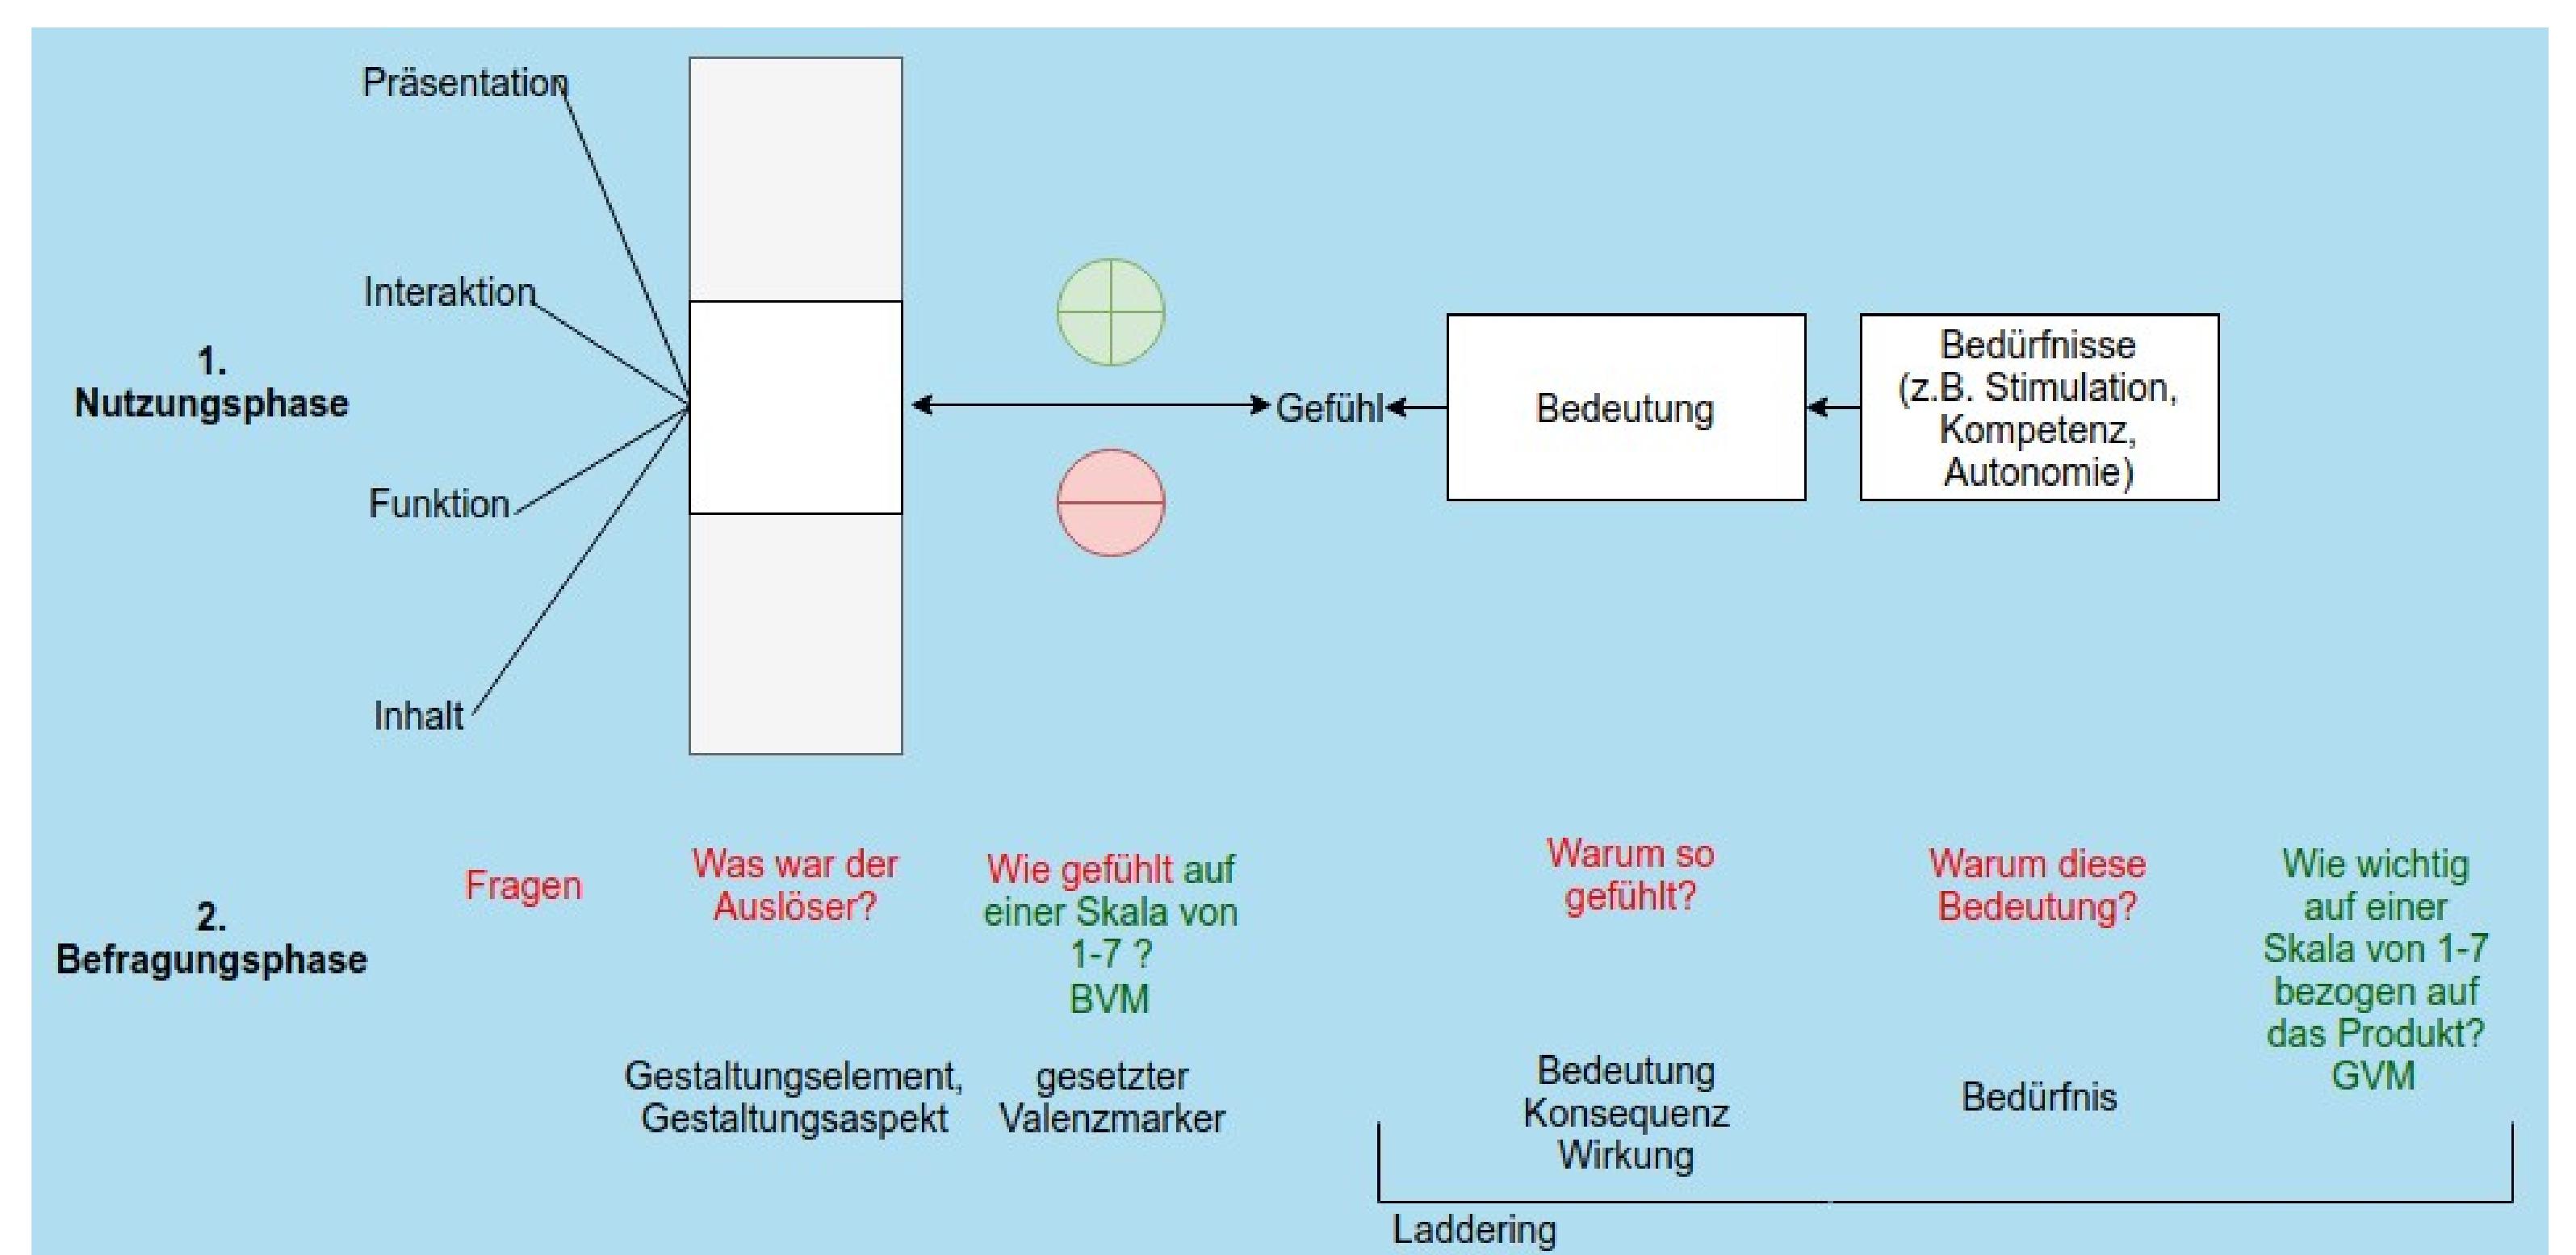 Präsentation
Interaktion
1.
Nutzungsphase
Funktion
Inhalt
Gefühl
Bedeutung
Bedürfnisse
(z.B. Stimulation,
Kompetenz,
Autonomie)
2.
Befragungsphase
Fragen
Was war der
Auslöser?
Wie gefühlt auf
einer Skala von
1-7 ?
BVM
Warum so
gefühlt?
Warum diese
Bedeutung?
Wie wichtig
auf einer
Skala von 1-7
bezogen auf
das Produkt?
GVM
Gestaltungselement,
Gestaltungsaspekt
gesetzter
Valenzmarker
Bedeutung
Konsequenz
Wirkung
Bedürfnis
Laddering